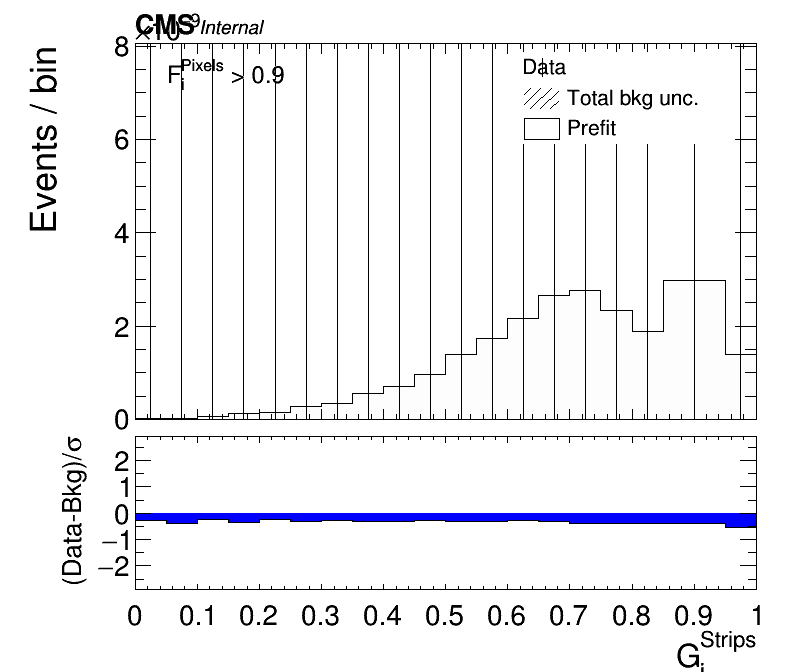 CMS Internal
×10⁻⁹
8
F_i^Pixels > 0.9
Data
Total bkg unc.
Prefit
6
4
2
0
Events / bin
2
1
0
−1
−2
(Data-Bkg)/σ
0 0.1 0.2 0.3 0.4 0.5 0.6 0.7 0.8 0.9 1
G_i^Strips